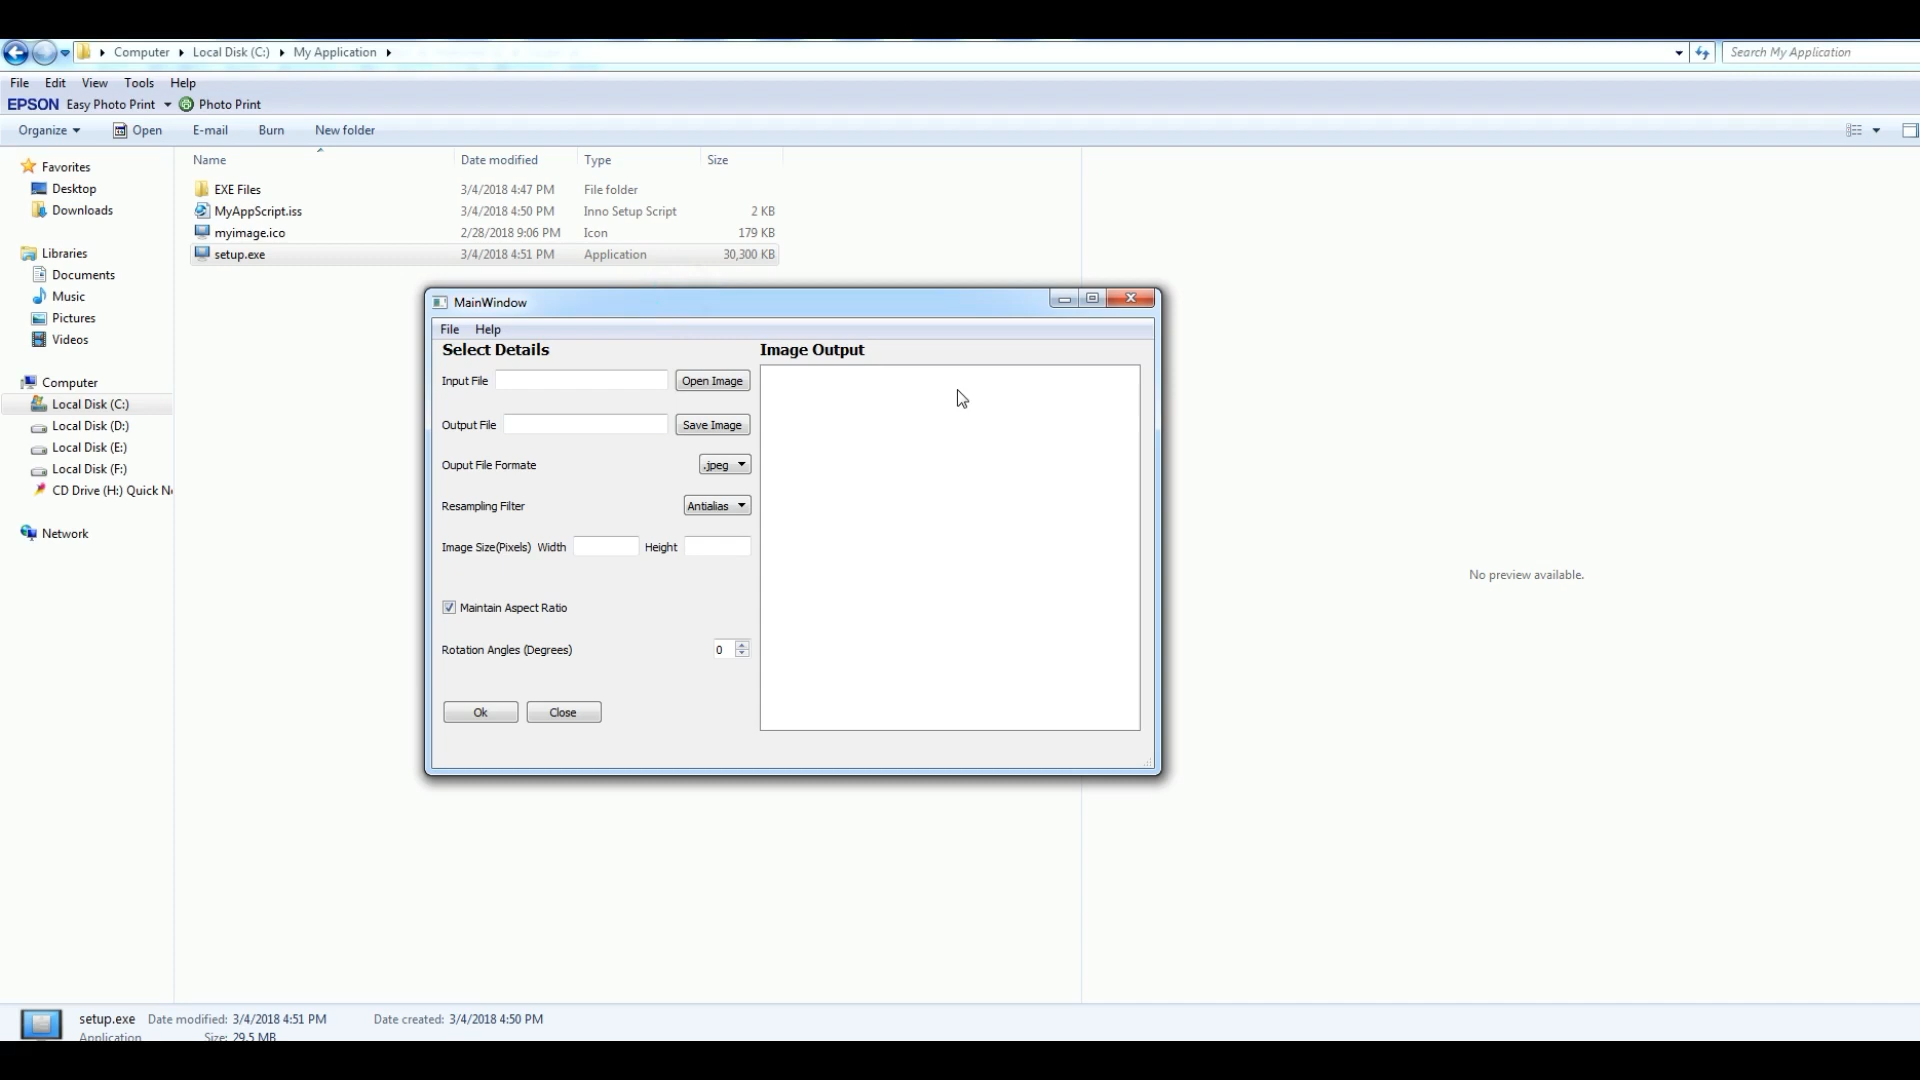 Computer Local Disk (C:) My Application
Search My Application
File Edit View Tools Help
EPSON Easy Photo Print Photo Print
Organize Open E-mail Burn New folder
Name Date modified Type Size
EXE Files 3/4/2018 4:47 PM File folder
MyAppScript.iss 3/4/2018 4:50 PM Inno Setup Script 2 KB
myimage.ico 2/28/2018 9:06 PM Icon 179 KB
setup.exe 3/4/2018 4:51 PM Application 30,300 KB
Favorites
Desktop
Downloads
Libraries
Documents
Music
Pictures
Videos
Computer
Local Disk (C:)
Local Disk (D:)
Local Disk (E:)
Local Disk (F:)
CD Drive (H:) Quick
Network
MainWindow
File Help
Select Details
Input File Open Image
Output File Save Image
Ouput File Formate .jpeg
Resampling Filter Antialias
Image Size(Pixels) Width Height
Maintain Aspect Ratio
Rotation Angles (Degrees) 0
Ok Close
Image Output
No preview available.
setup.exe Date modified: 3/4/2018 4:51 PM Date created: 3/4/2018 4:50 PM
Application Size: 29.5 MB